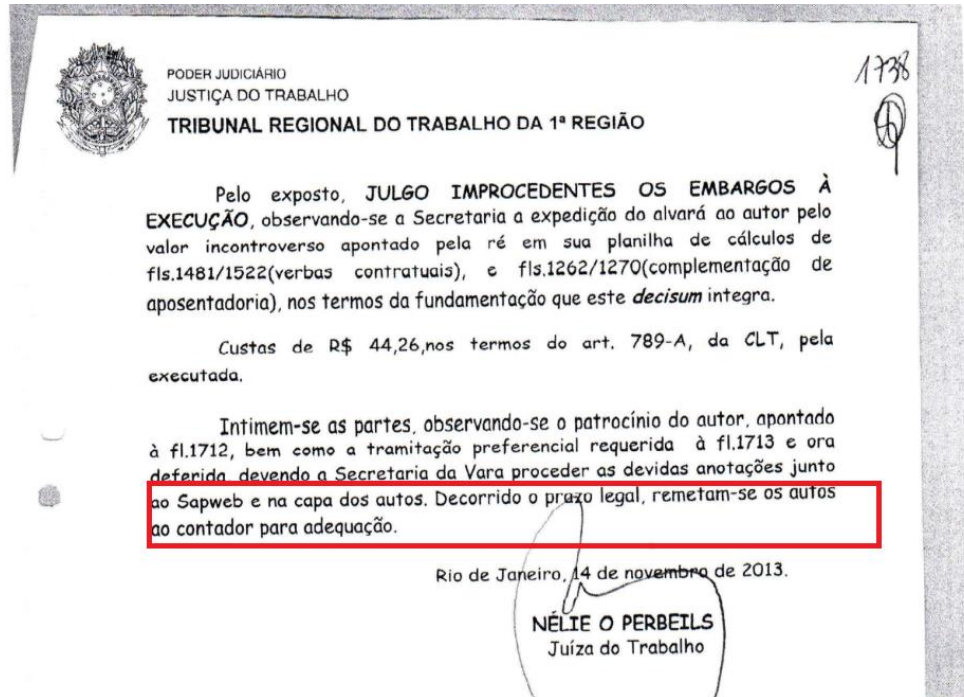 1738
PODER JUDICIÁRIO
JUSTIÇA DO TRABALHO
TRIBUNAL REGIONAL DO TRABALHO DA 1ª REGIÃO
Pelo exposto, JULGO IMPROCEDENTES OS EMBARGOS À
EXECUÇÃO, observando-se a Secretaria a expedição do alvará ao autor pelo
valor incontroverso apontado pela ré em sua planilha de cálculos de
fls.1481/1522(verbas contratuais), e fls.1262/1270(complementação de
aposentadoria), nos termos da fundamentação que este decisum integra.
Custas de R$ 44,26,nos termos do art. 789-A, da CLT, pela
executada.
Intimem-se as partes, observando-se o patrocínio do autor, apontado
à fl.1712, bem como a tramitação preferencial requerida à fl.1713 e ora
deferida, devendo a Secretaria da Vara proceder as devidas anotações junto
ao Sapweb e na capa dos autos. Decorrido o prazo legal, remetam-se os autos
ao contador para adequação.
Rio de Janeiro, 14 de novembro de 2013.
NÉLIE O PERBEILS
Juíza do Trabalho